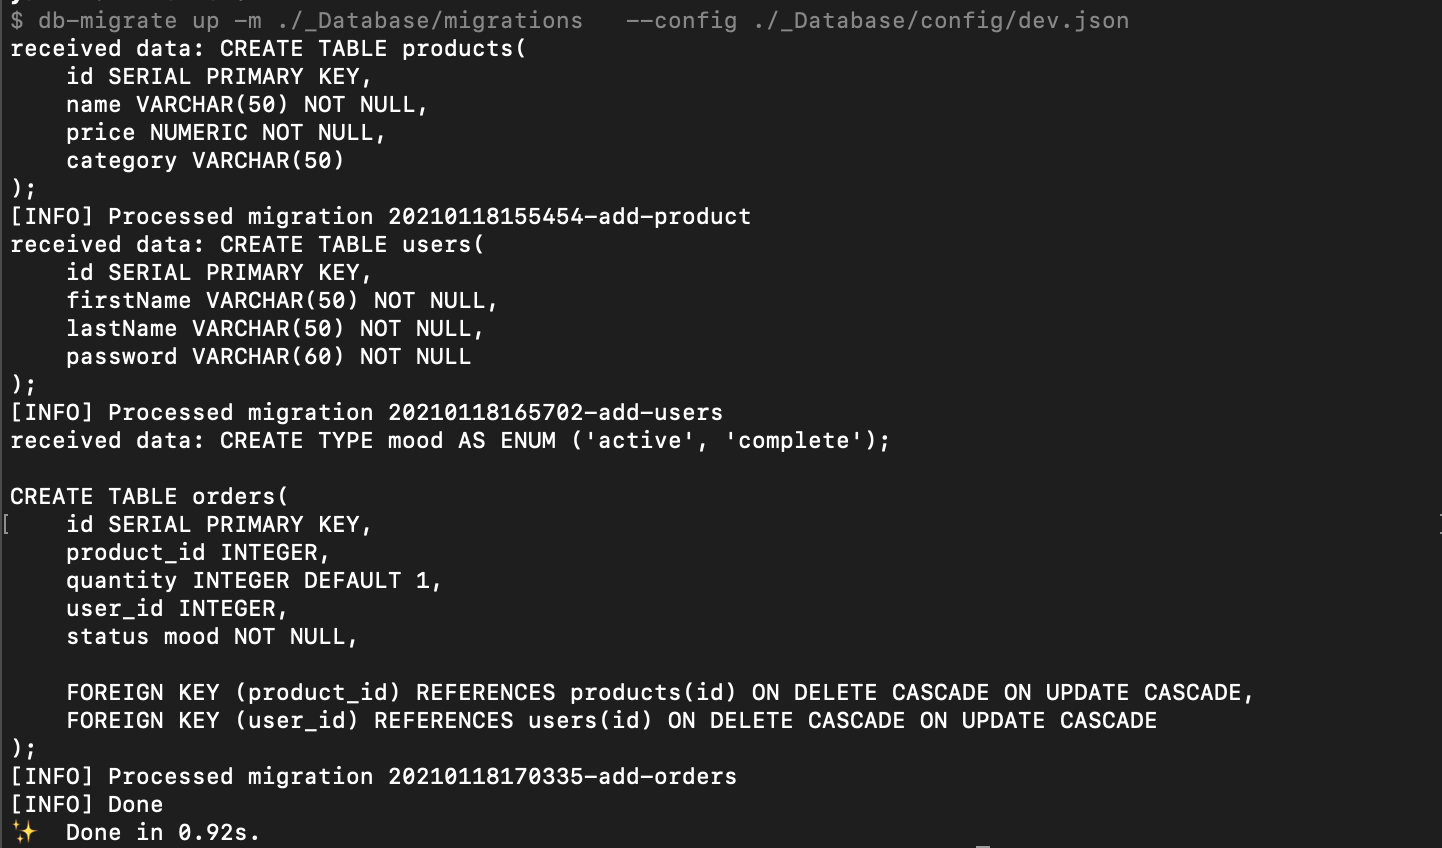 $ db-migrate up -m ./_Database/migrations   --config ./_Database/config/dev.json
received data: CREATE TABLE products(
    id SERIAL PRIMARY KEY,
    name VARCHAR(50) NOT NULL,
    price NUMERIC NOT NULL,
    category VARCHAR(50)
);
[INFO] Processed migration 20210118155454-add-product
received data: CREATE TABLE users(
    id SERIAL PRIMARY KEY,
    firstName VARCHAR(50) NOT NULL,
    lastName VARCHAR(50) NOT NULL,
    password VARCHAR(60) NOT NULL
);
[INFO] Processed migration 20210118165702-add-users
received data: CREATE TYPE mood AS ENUM ('active', 'complete');

CREATE TABLE orders(
    id SERIAL PRIMARY KEY,
    product_id INTEGER,
    quantity INTEGER DEFAULT 1,
    user_id INTEGER,
    status mood NOT NULL,

    FOREIGN KEY (product_id) REFERENCES products(id) ON DELETE CASCADE ON UPDATE CASCADE,
    FOREIGN KEY (user_id) REFERENCES users(id) ON DELETE CASCADE ON UPDATE CASCADE
);
[INFO] Processed migration 20210118170335-add-orders
[INFO] Done
✨  Done in 0.92s.